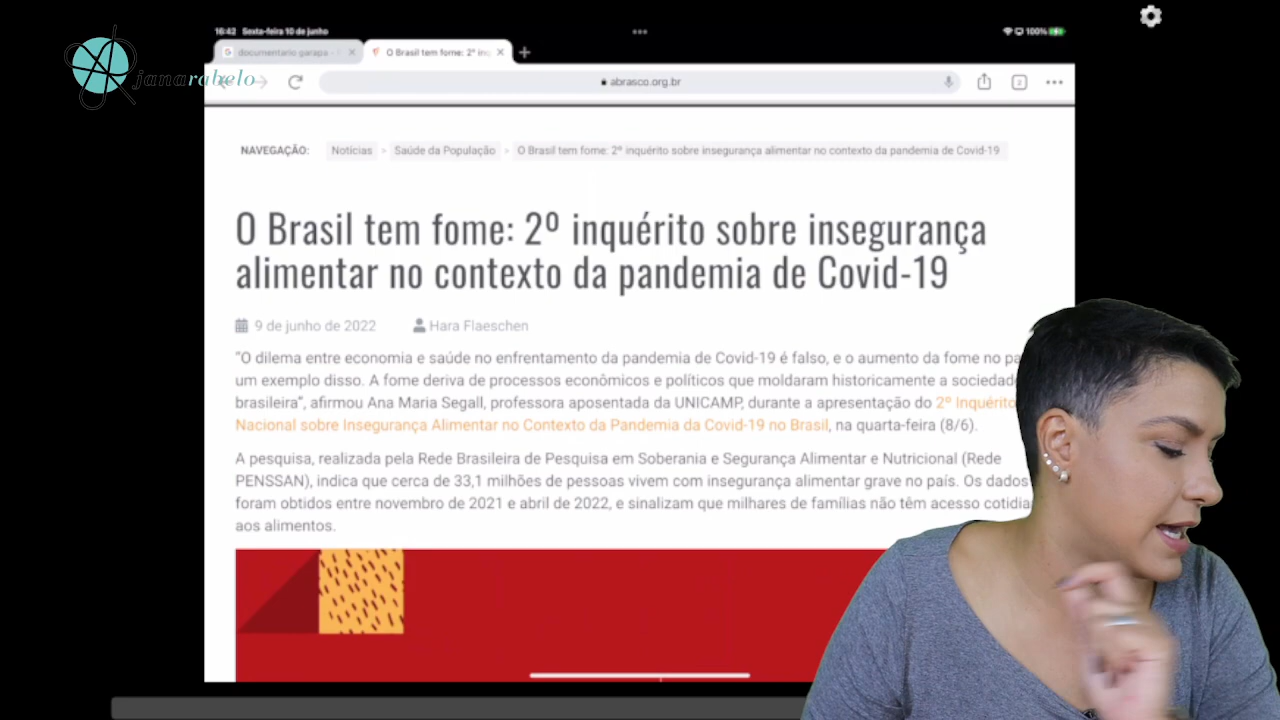 16:42 Sexta-feira 10 de junho
100%
documentario garapa -
O Brasil tem fome: 2º inq
janarabelo
abrasco.org.br
2
NAVEGAÇÃO: Notícias > Saúde da População > O Brasil tem fome: 2º inquérito sobre insegurança alimentar no contexto da pandemia de Covid-19
O Brasil tem fome: 2º inquérito sobre insegurança
alimentar no contexto da pandemia de Covid-19
9 de junho de 2022 Hara Flaeschen
"O dilema entre economia e saúde no enfrentamento da pandemia de Covid-19 é falso, e o aumento da fome no pa
um exemplo disso. A fome deriva de processos econômicos e políticos que moldaram historicamente a sociedade
brasileira", afirmou Ana Maria Segall, professora aposentada da UNICAMP, durante a apresentação do 2º Inquérito
Nacional sobre Insegurança Alimentar no Contexto da Pandemia da Covid-19 no Brasil, na quarta-feira (8/6).
A pesquisa, realizada pela Rede Brasileira de Pesquisa em Soberania e Segurança Alimentar e Nutricional (Rede
PENSSAN), indica que cerca de 33,1 milhões de pessoas vivem com insegurança alimentar grave no país. Os dados
foram obtidos entre novembro de 2021 e abril de 2022, e sinalizam que milhares de famílias não têm acesso cotidia
aos alimentos.